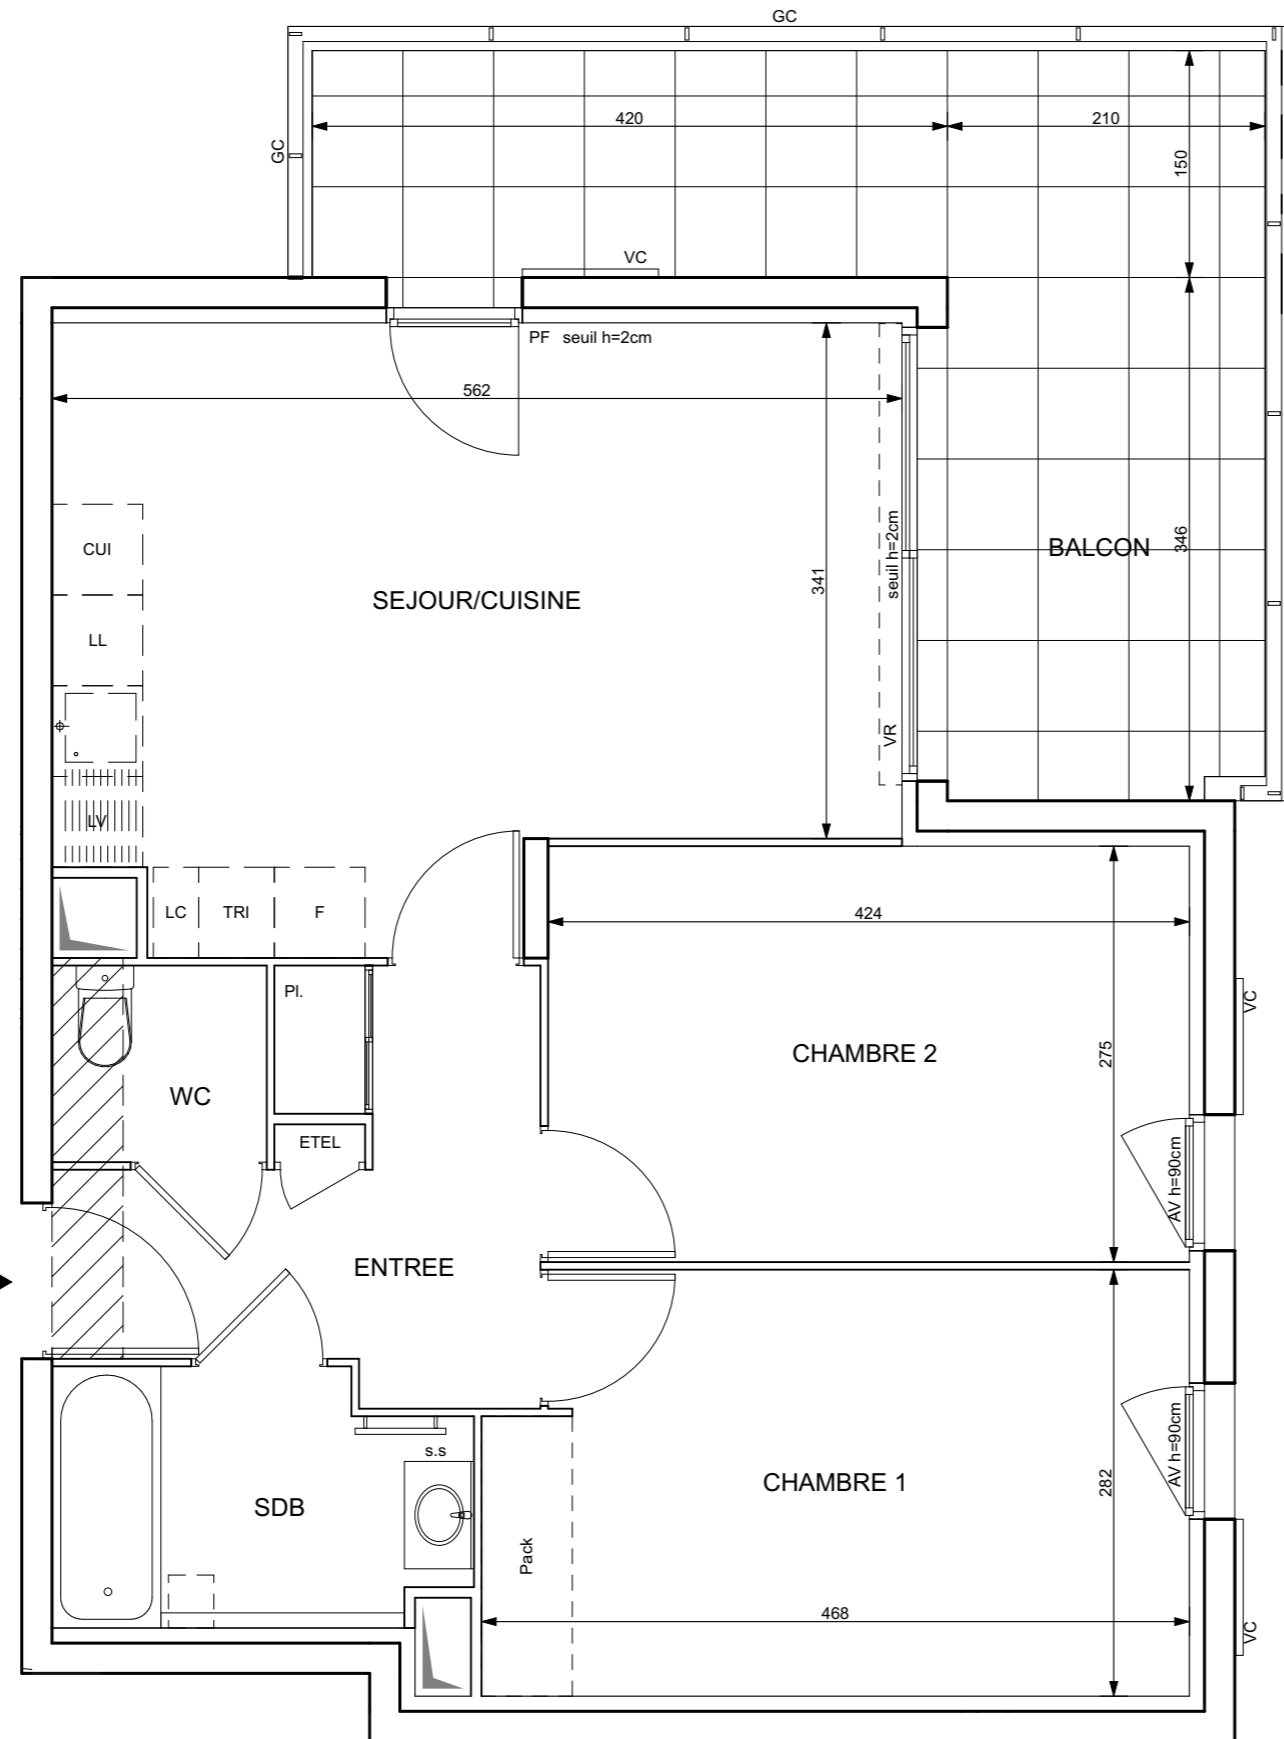 GC
420
210
GC
150
VC
PF seuil h=2cm
562
CUI
SEJOUR/CUISINE
341
seuil h=2cm
BALCON
346
LL
VR
LV
LC
TRI
F
424
Pl.
VC
CHAMBRE 2
275
WC
ETEL
AV h=90cm
ENTREE
AV h=90cm
s.s
CHAMBRE 1
282
SDB
Pack
468
VC